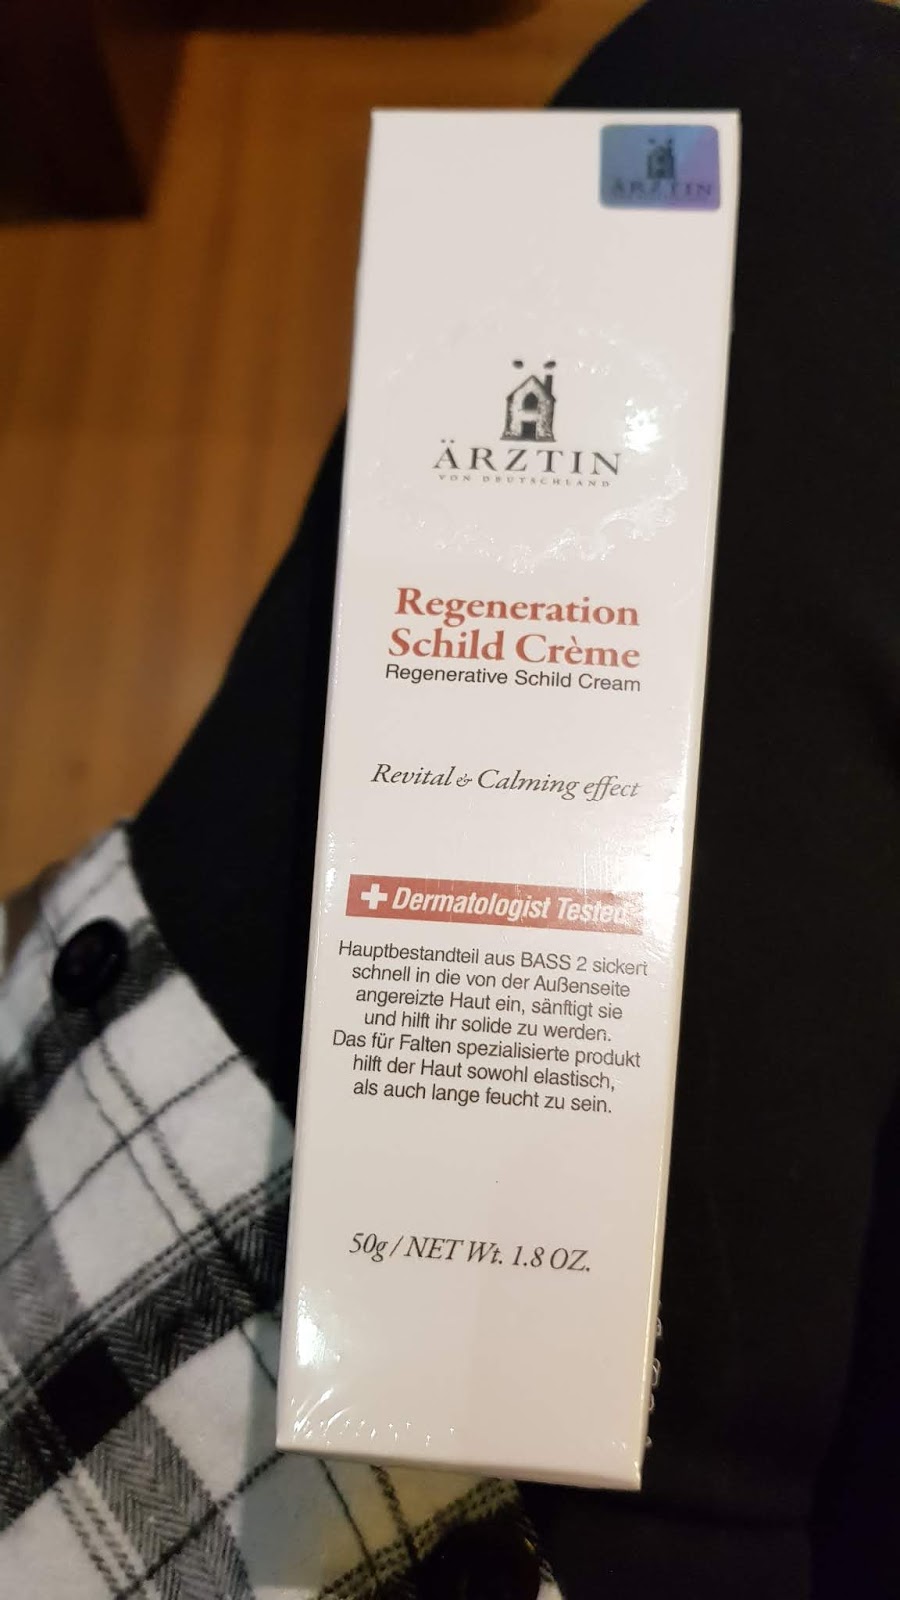 ÄRZTIN
ÄRZTIN
VON DEUTSCHLAND
Regeneration
Schild Crème
Regenerative Schild Cream
Revital & Calming effect
Dermatologist Tested
Hauptbestandteil aus BASS 2 sickert
schnell in die von der Außenseite
angereizte Haut ein, sänftigt sie
und hilft ihr solide zu werden.
Das für Falten spezialisierte produkt
hilft der Haut sowohl elastisch,
als auch lange feucht zu sein.
50g / NET Wt. 1.8 OZ.